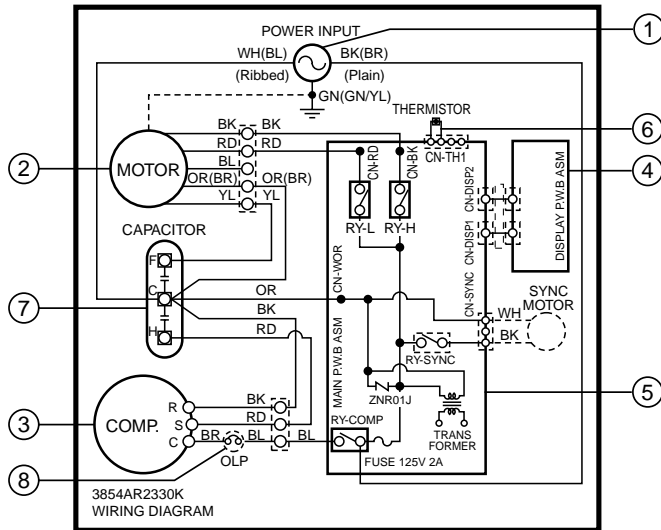 POWER INPUT
1
WH(BL)
BK(BR)
(Ribbed)
(Plain)
GN(GN/YL)
THERMISTOR
6
BK
BK
RD
RD
CN-RD
CN-BK
CN-TH1
2
MOTOR
BL
OR(BR)
OR(BR)
YL
YL
RY-L
RY-H
CN-DISP2
CN-DISP1
DISPLAY P.W.B ASM
4
CAPACITOR
F
C
H
7
OR
BK
RD
CN-WOR
CN-SYNC
SYNC
MOTOR
WH
BK
RY-SYNC
MAIN P.W.B ASM
ZNR01J
5
3
COMP.
R
S
C
BK
RD
BR
BL
BL
OLP
RY-COMP
TRANS
FORMER
FUSE 125V 2A
8
3854AR2330K
WIRING DIAGRAM